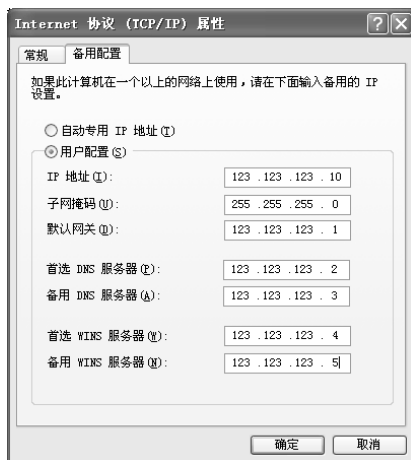 Internet 协议 (TCP/IP) 属性
常规 备用配置
如果此计算机在一个以上的网络上使用，请在下面输入备用的 IP
设置。
自动专用 IP 地址(T)
用户配置(S)
IP 地址(I): 123 . 123 . 123 . 10
子网掩码(U): 255 . 255 . 255 . 0
默认网关(D): 123 . 123 . 123 . 1
首选 DNS 服务器(P): 123 . 123 . 123 . 2
备用 DNS 服务器(A): 123 . 123 . 123 . 3
首选 WINS 服务器(W): 123 . 123 . 123 . 4
备用 WINS 服务器(N): 123 . 123 . 123 . 5
确定 取消